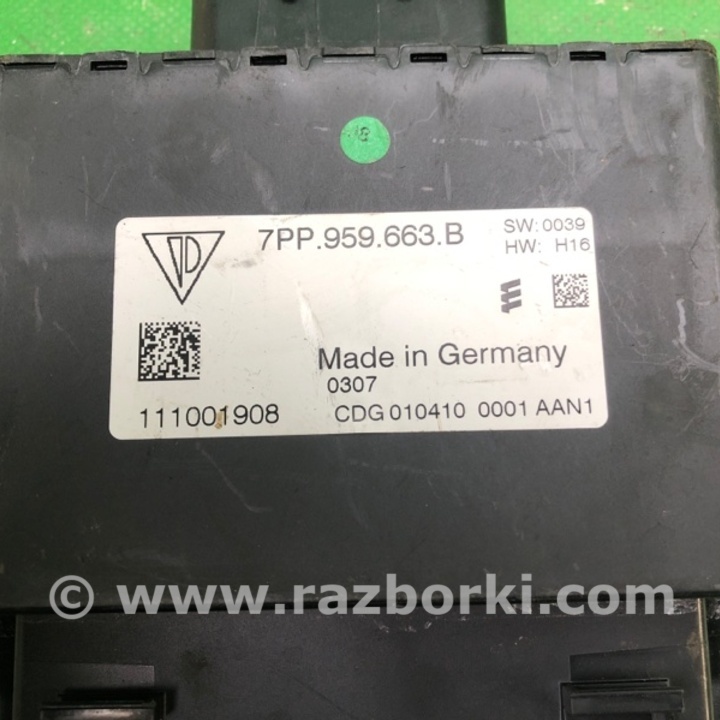 8
7PP.959.663.B
SW: 0039
HW: H16
Made in Germany
0307
111001908
CDG 010410 0001 AAN1
© www.razborki.com